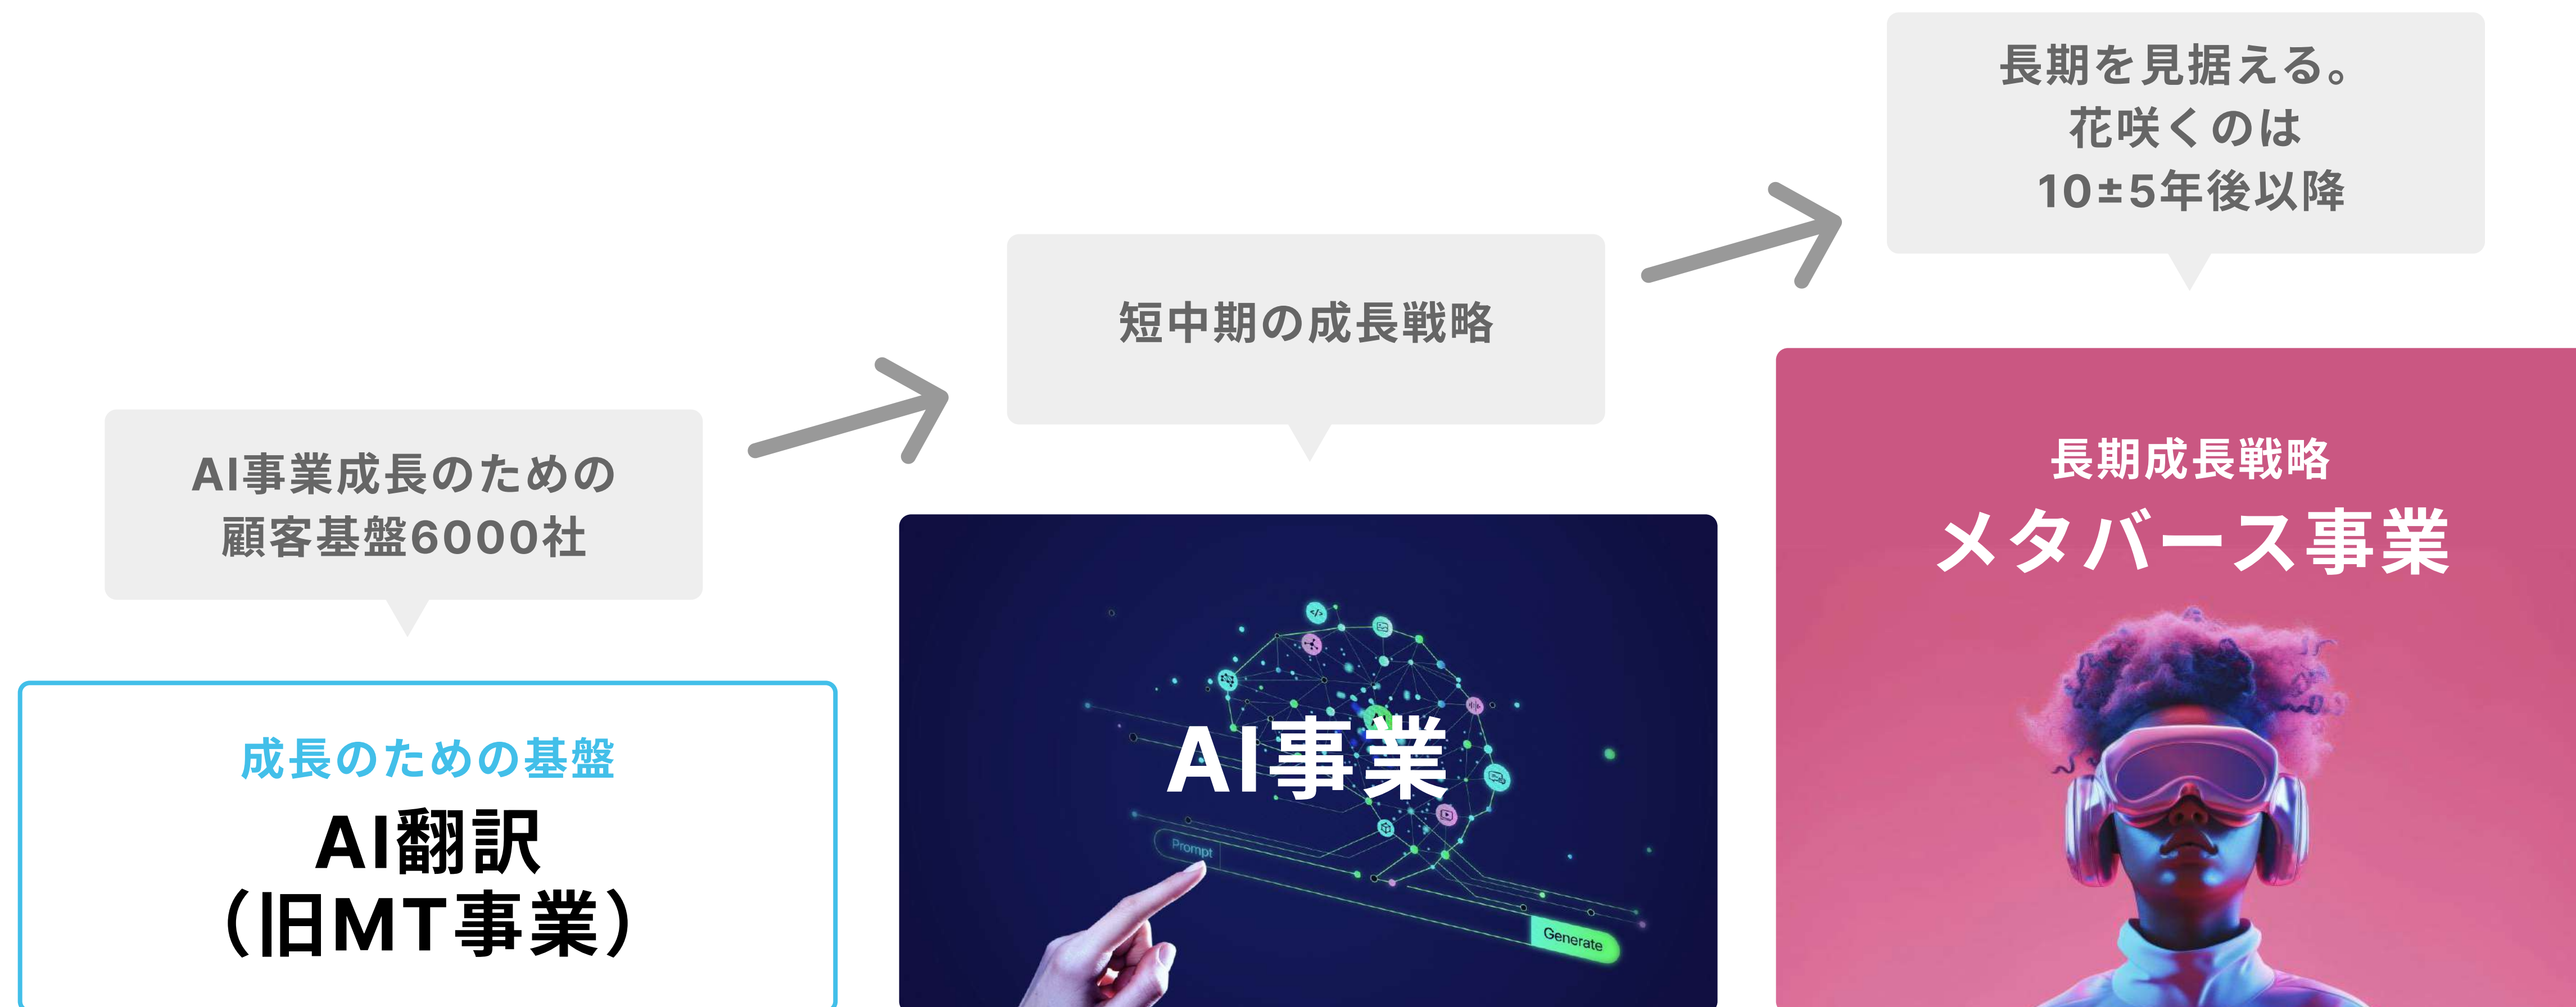 AI事業成長のための
顧客基盤6000社
成長のための基盤
AI翻訳
（旧MT事業）
短中期の成長戦略
AI事業
Prompt
Generate
長期を見据える。
花咲くのは
10±5年後以降
長期成長戦略
メタバース事業